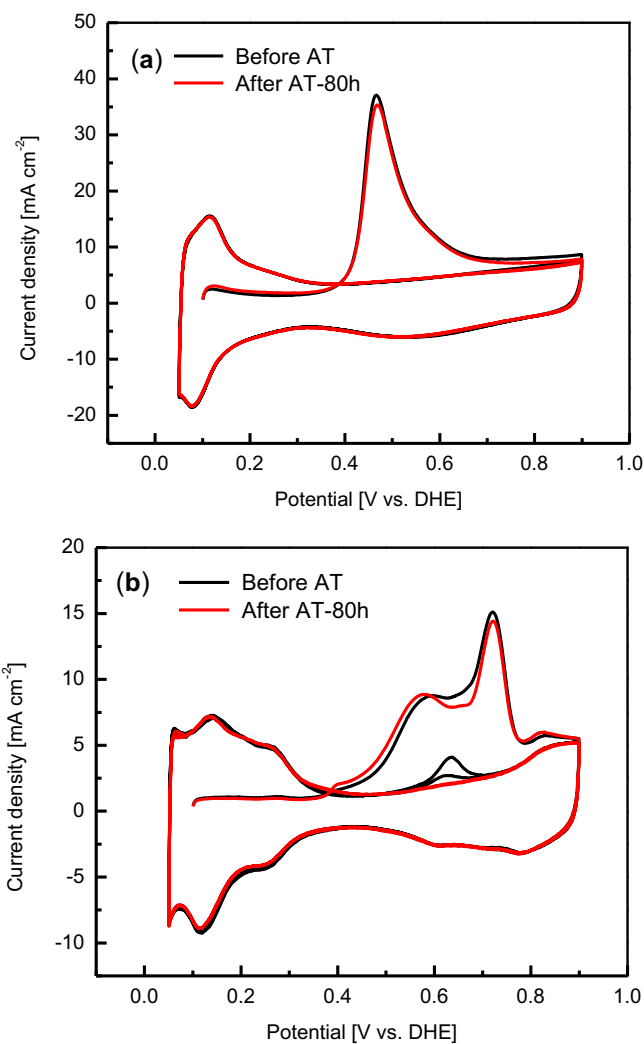 50
40
30
20
10
0
-10
-20
Current density [mA cm-2]
(a)
Before AT
After AT-80h
0.0 0.2 0.4 0.6 0.8 1.0
Potential [V vs. DHE]
20
15
10
5
0
-5
-10
Current density [mA cm-2]
(b)
Before AT
After AT-80h
0.0 0.2 0.4 0.6 0.8 1.0
Potential [V vs. DHE]